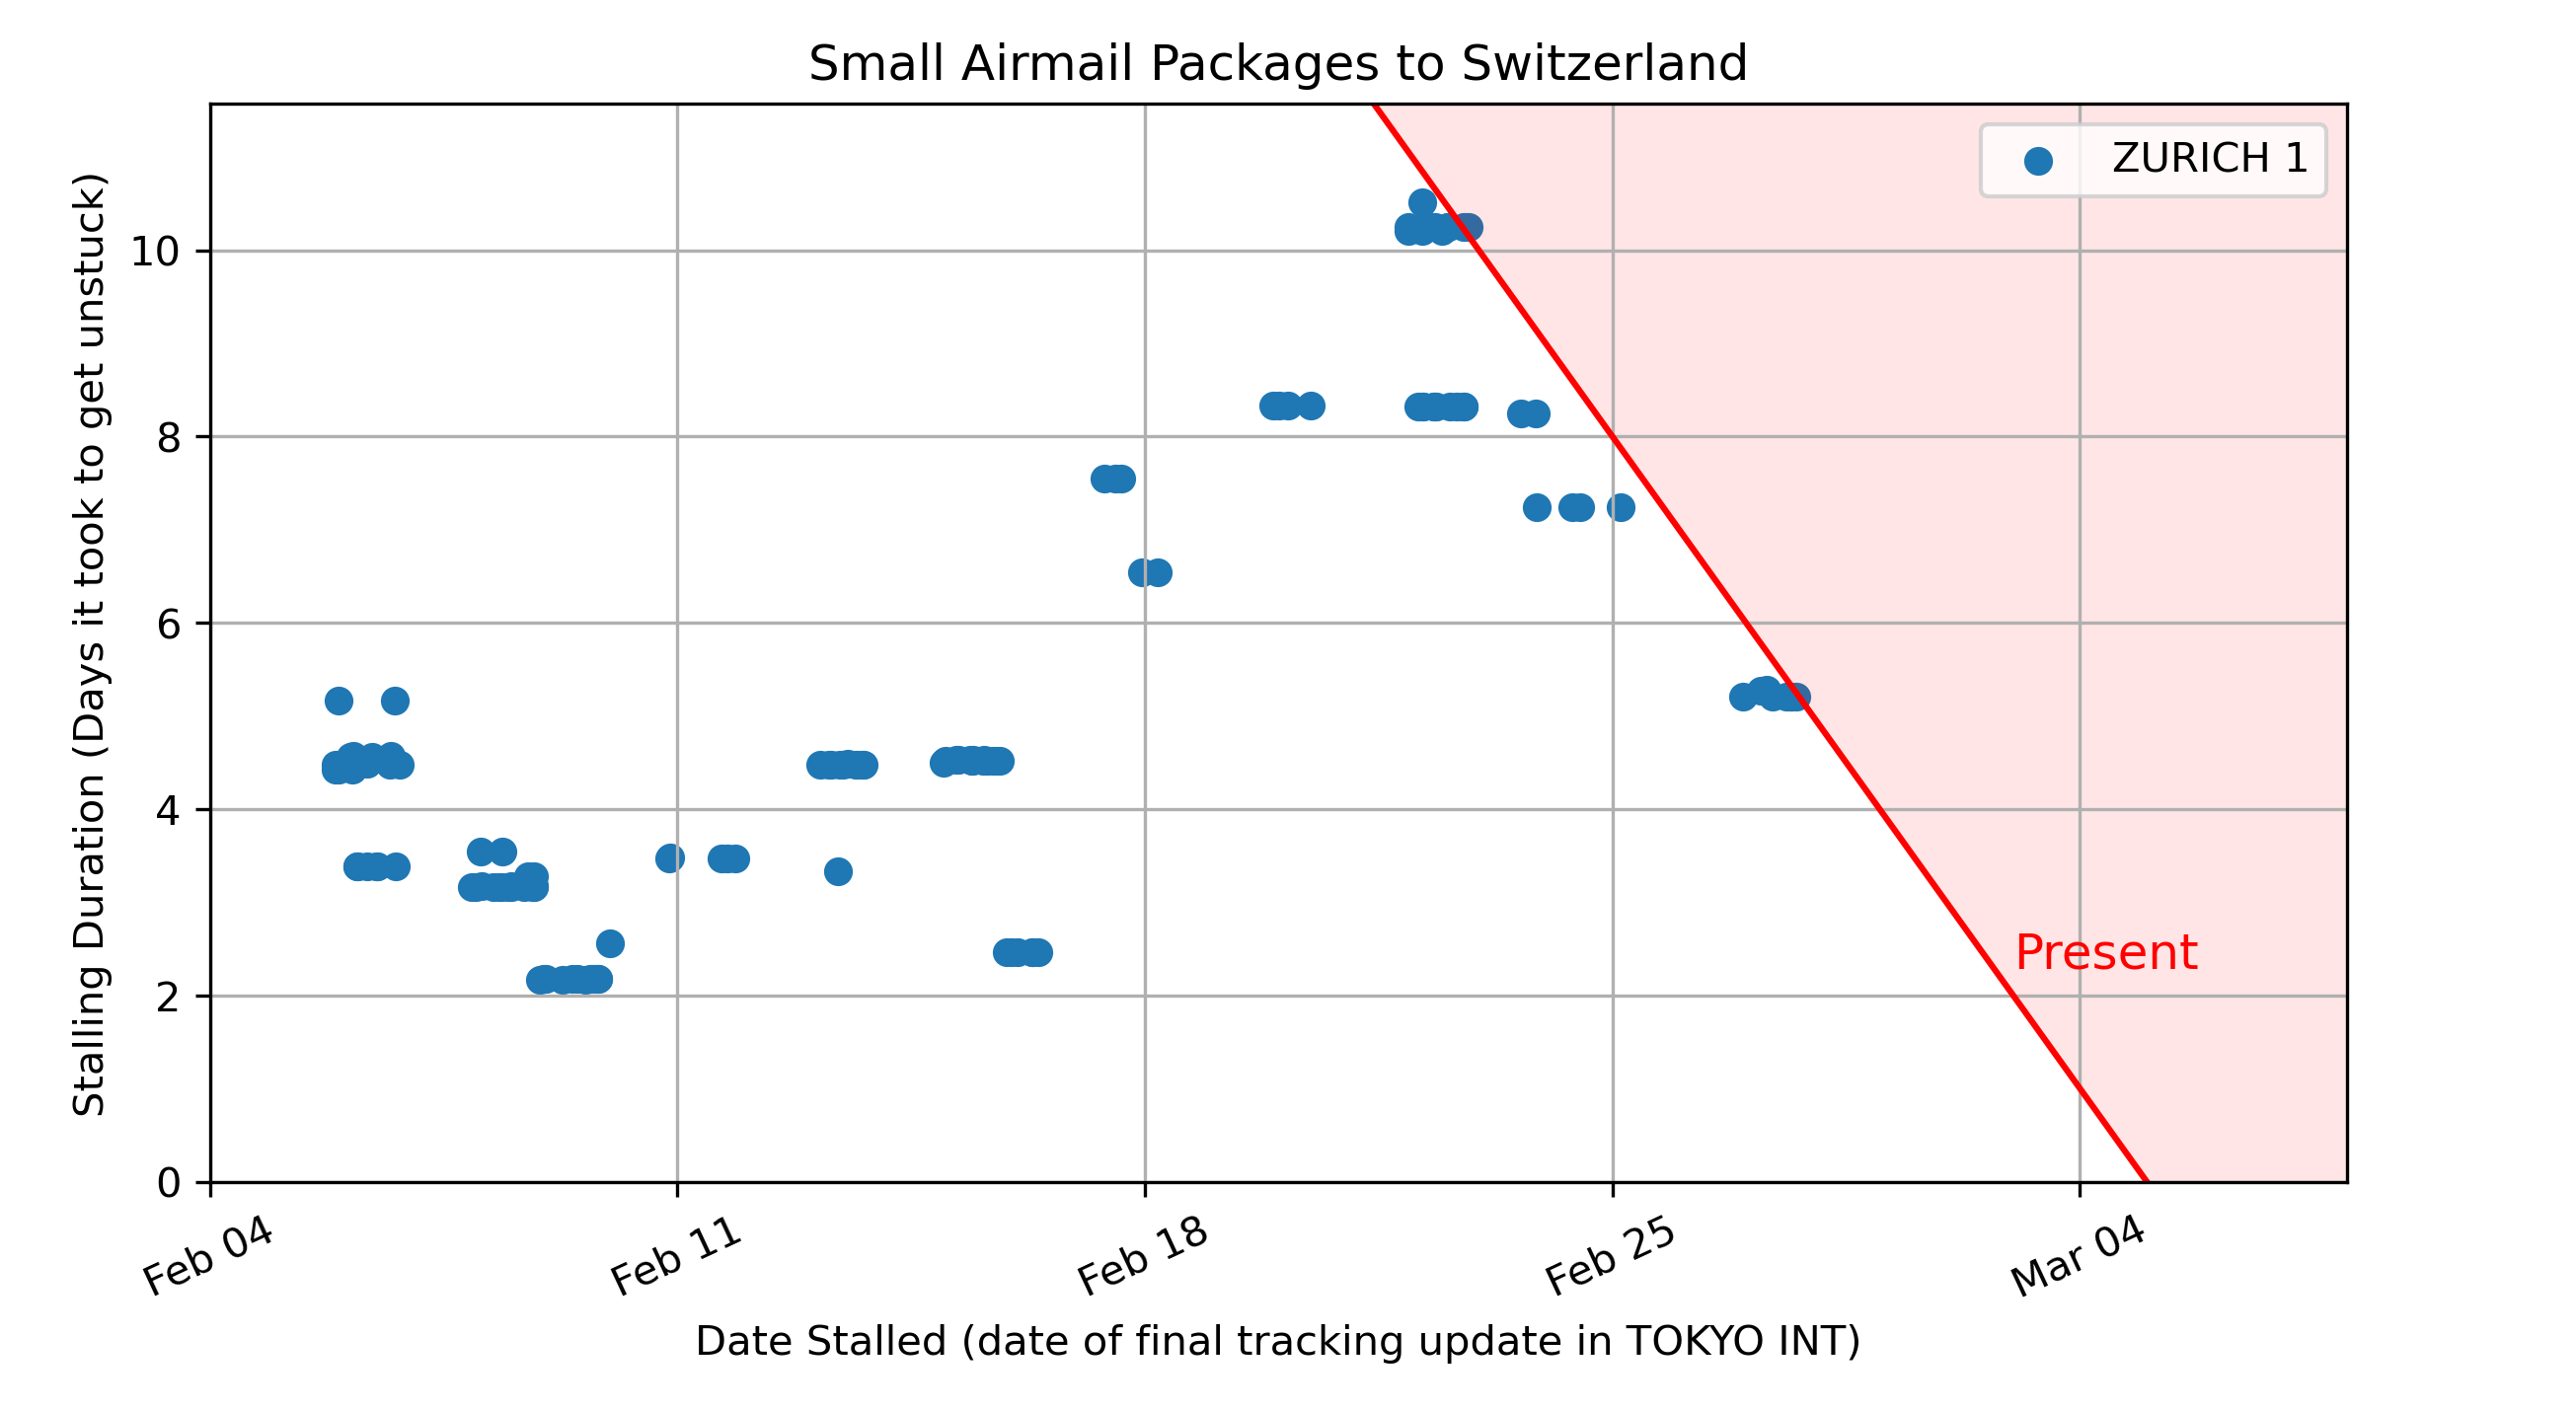 Small Airmail Packages to Switzerland
ZURICH 1
Stalling Duration (Days it took to get unstuck)
10
8
6
4
2
0
Present
Feb 04
Feb 11
Feb 18
Feb 25
Mar 04
Date Stalled (date of final tracking update in TOKYO INT)